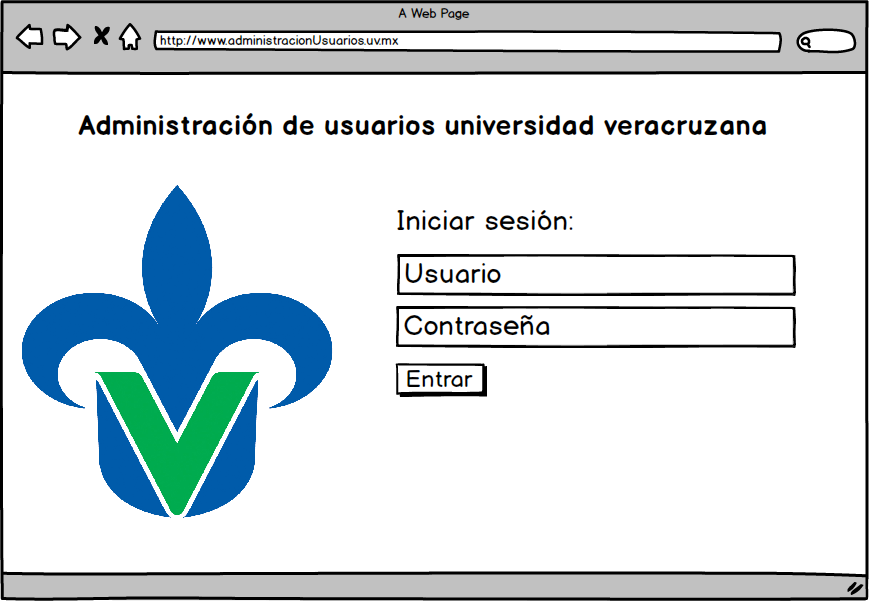 A Web Page
http://www.administracionUsuarios.uv.mx
Administración de usuarios universidad veracruzana
Iniciar sesión:
Usuario
Contraseña
Entrar